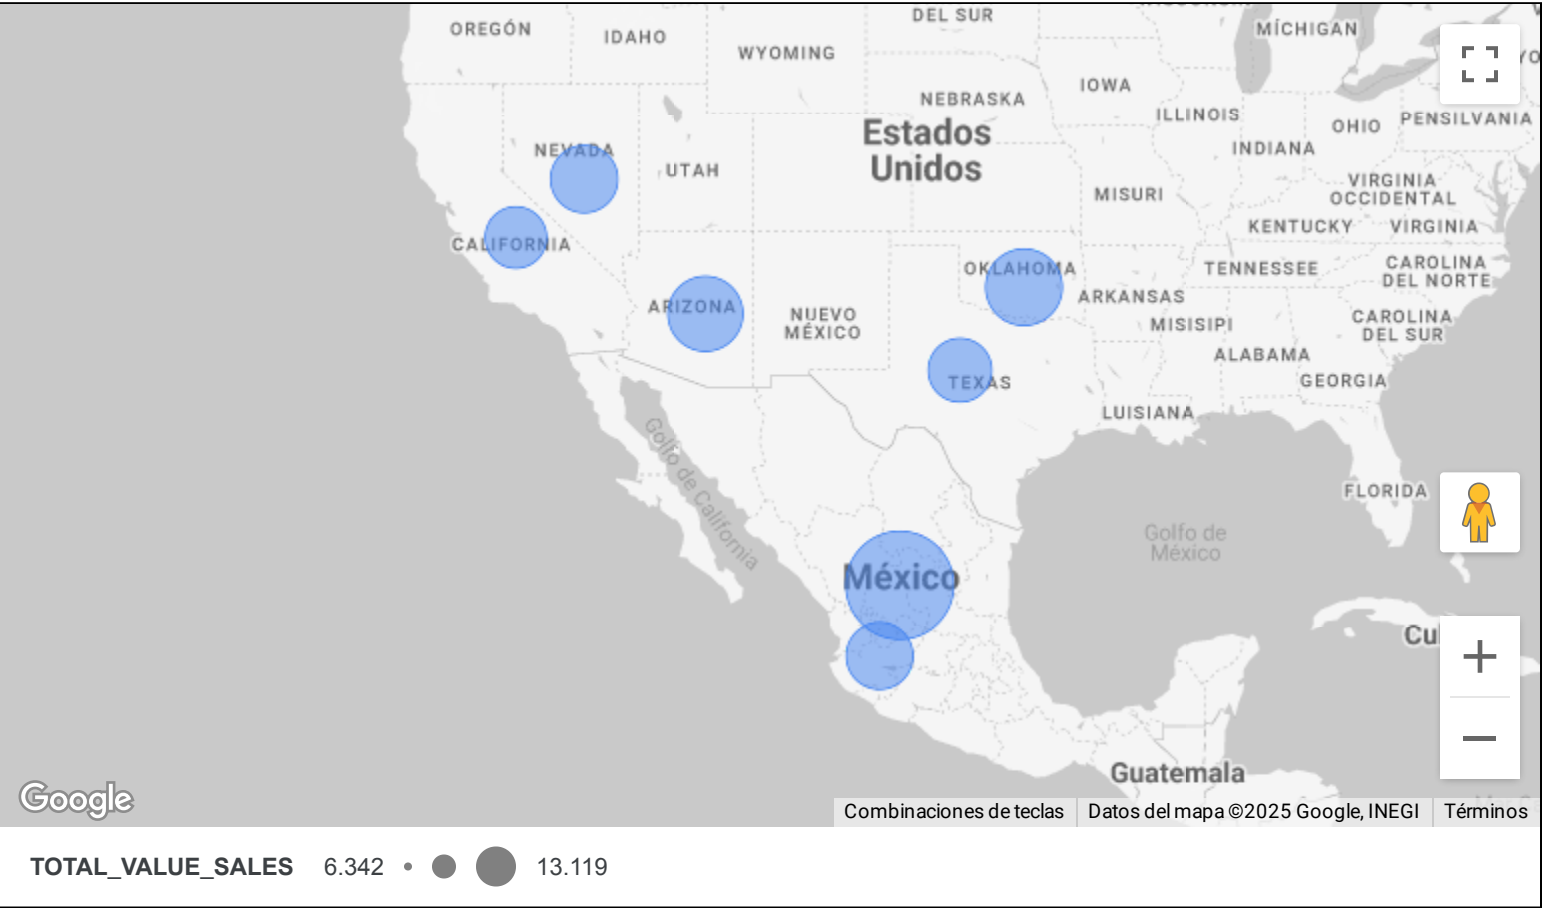 DEL SUR
OREGÓN
IDAHO
WYOMING
MÍCHIGAN
NEBRASKA
IOWA
ILLINOIS
OHIO
PENSILVANIA
Estados
Unidos
INDIANA
NEVADA
UTAH
MISURI
VIRGINIA
OCCIDENTAL
KENTUCKY
VIRGINIA
CALIFORNIA
OKLAHOMA
TENNESSEE
CAROLINA
DEL NORTE
ARKANSAS
ARIZONA
NUEVO
MÉXICO
MISISIPI
CAROLINA
DEL SUR
ALABAMA
TEXAS
GEORGIA
LUISIANA
Golfo de California
FLORIDA
Golfo de
México
México
Cu
Guatemala
Google
Combinaciones de teclas
Datos del mapa ©2025 Google, INEGI
Términos
TOTAL_VALUE_SALES 6.342 13.119